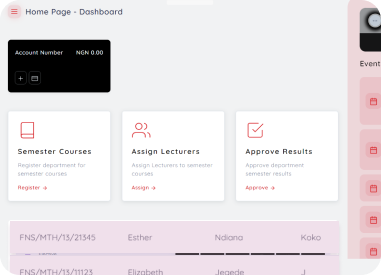 Home Page - Dashboard
Account Number NGN 0.00
Event
Semester Courses
Register department for
semester courses
Register →
Assign Lecturers
Assign Lecturers to semester
courses
Assign →
Approve Results
Approve department
semester results
Approve →
FNS/MTH/13/21345 Esther Ndiana Koko
FNS/MTH/13/11123 Elizabeth Jegede J